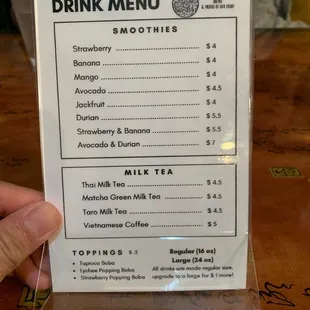 DRINK MENU
SMOOTHIES
Strawberry ........ $ 4
Banana ........ $ 4
Mango ........ $ 4
Avocado ........ $ 4.5
Jackfruit ........ $ 4
Durian ........ $ 5.5
Strawberry & Banana ........ $ 5.5
Avocado & Durian ........ $ 7
MILK TEA
Thai Milk Tea ........ $ 4.5
Matcha Green Milk Tea ........ $ 4.5
Taro Milk Tea ........ $ 4.5
Vietnamese Coffee ........ $ 5
TOPPINGS $.5
• Tapioca Boba
• Lychee Popping Boba
• Strawberry Popping Boba
Regular (16 oz)
Large (24 oz)
All drinks are made regular size,
upgrade to a large for $ 1 more!